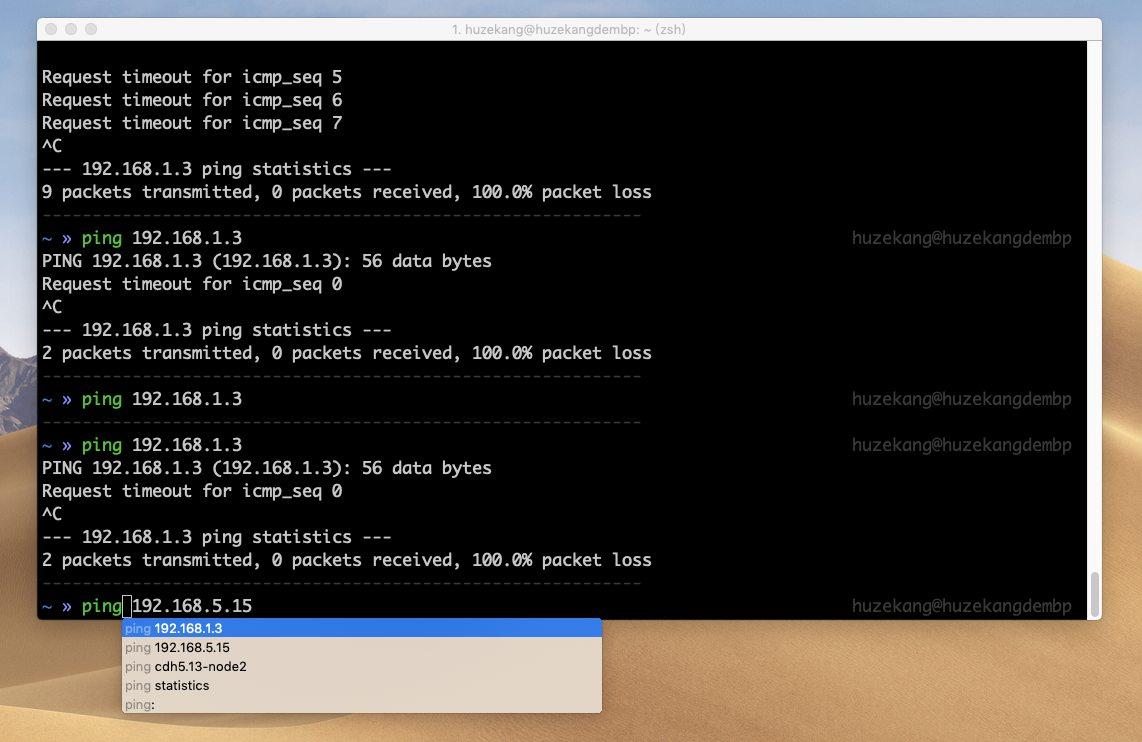 1. huzekang@huzekangdembp: ~ (zsh)
Request timeout for icmp_seq 5
Request timeout for icmp_seq 6
Request timeout for icmp_seq 7
^C
--- 192.168.1.3 ping statistics ---
9 packets transmitted, 0 packets received, 100.0% packet loss
------------------------------------------------------------
~ » ping 192.168.1.3 huzekang@huzekangdembp
PING 192.168.1.3 (192.168.1.3): 56 data bytes
Request timeout for icmp_seq 0
^C
--- 192.168.1.3 ping statistics ---
2 packets transmitted, 0 packets received, 100.0% packet loss
------------------------------------------------------------
~ » ping 192.168.1.3 huzekang@huzekangdembp
------------------------------------------------------------
~ » ping 192.168.1.3 huzekang@huzekangdembp
PING 192.168.1.3 (192.168.1.3): 56 data bytes
Request timeout for icmp_seq 0
^C
--- 192.168.1.3 ping statistics ---
2 packets transmitted, 0 packets received, 100.0% packet loss
------------------------------------------------------------
~ » ping 192.168.5.15 huzekang@huzekangdembp
ping 192.168.1.3
ping 192.168.5.15
ping cdh5.13-node2
ping statistics
ping: